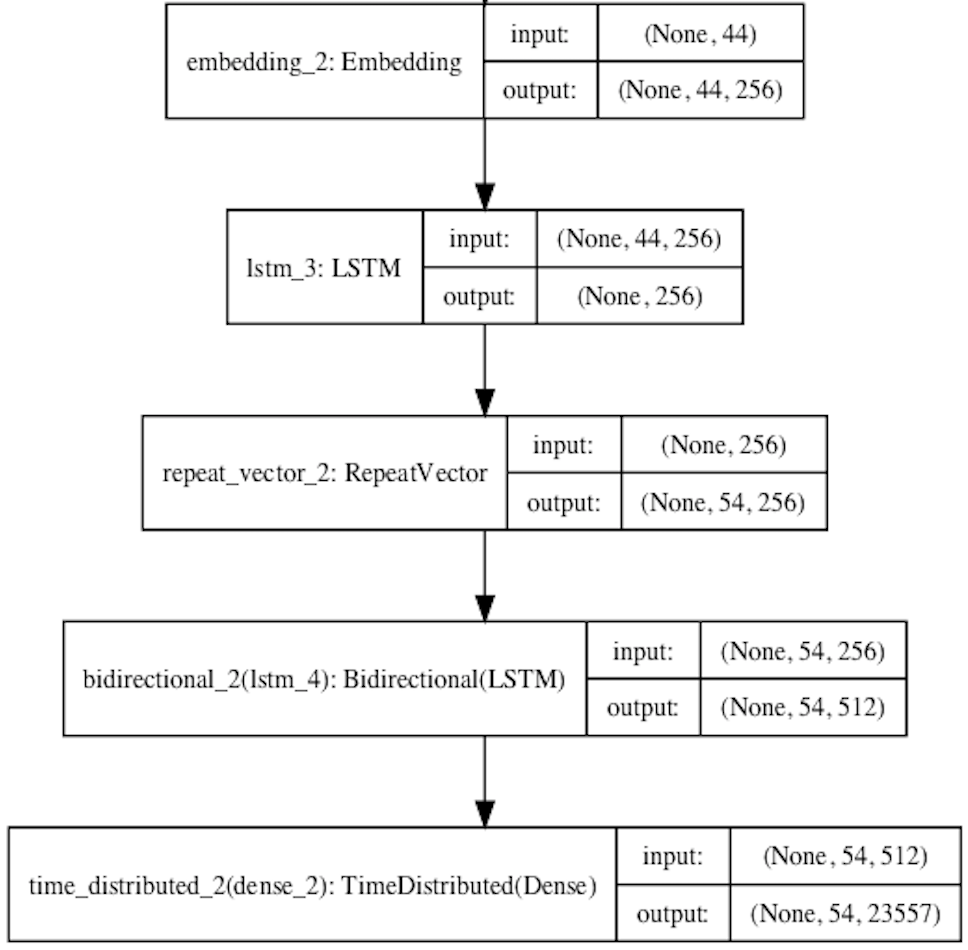 embedding_2: Embedding
input:
(None, 44)
output:
(None, 44, 256)
lstm_3: LSTM
input:
(None, 44, 256)
output:
(None, 256)
repeat_vector_2: RepeatVector
input:
(None, 256)
output:
(None, 54, 256)
bidirectional_2(lstm_4): Bidirectional(LSTM)
input:
(None, 54, 256)
output:
(None, 54, 512)
time_distributed_2(dense_2): TimeDistributed(Dense)
input:
(None, 54, 512)
output:
(None, 54, 23557)